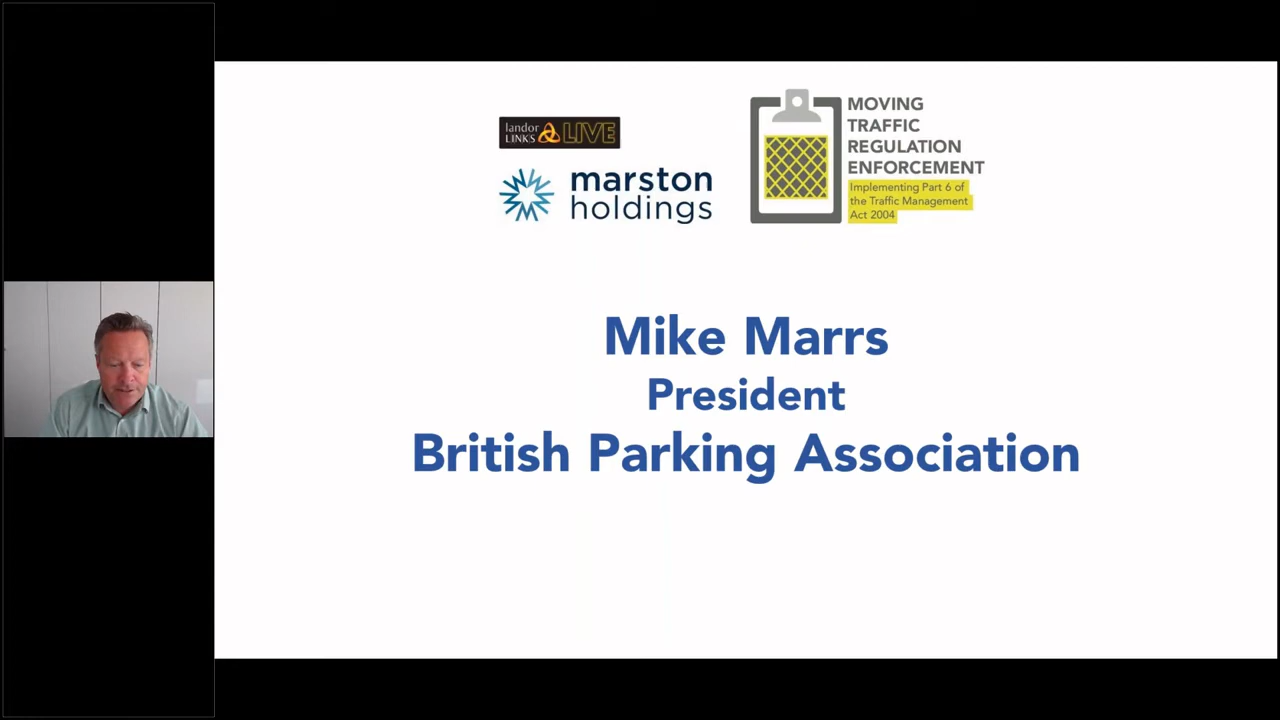 landor
LINKS LIVE
marston
holdings
MOVING
TRAFFIC
REGULATION
ENFORCEMENT
Implementing Part 6 of
the Traffic Management
Act 2004
Mike Marrs
President
British Parking Association